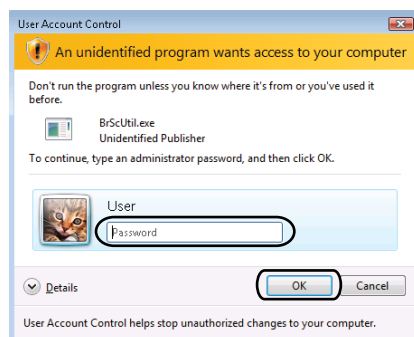 User Account Control
An unidentified program wants access to your computer
Don't run the program unless you know where it's from or you've used it
before.
BrScUtil.exe
Unidentified Publisher
To continue, type an administrator password, and then click OK.
User
Password
Details
OK
Cancel
User Account Control helps stop unauthorized changes to your computer.